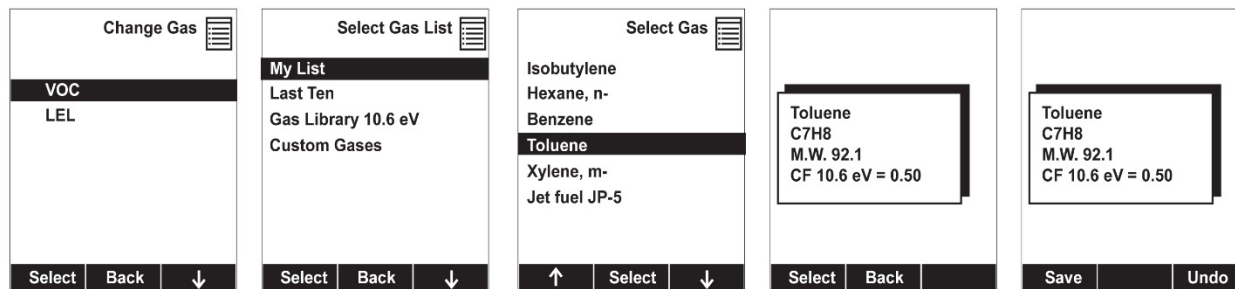 Change Gas
VOC
LEL
Select Back ↓
Select Gas List
My List
Last Ten
Gas Library 10.6 eV
Custom Gases
Select Back ↓
Select Gas
Isobutylene
Hexane, n-
Benzene
Toluene
Xylene, m-
Jet fuel JP-5
↑ Select ↓
Toluene
C7H8
M.W. 92.1
CF 10.6 eV = 0.50
Select Back
Toluene
C7H8
M.W. 92.1
CF 10.6 eV = 0.50
Save Undo